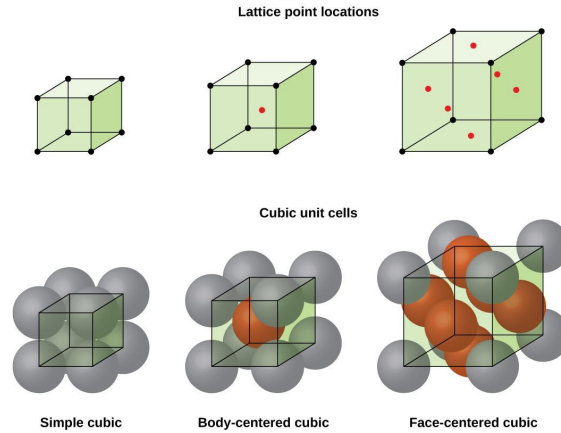 Lattice point locations
Cubic unit cells
Simple cubic
Body-centered cubic
Face-centered cubic